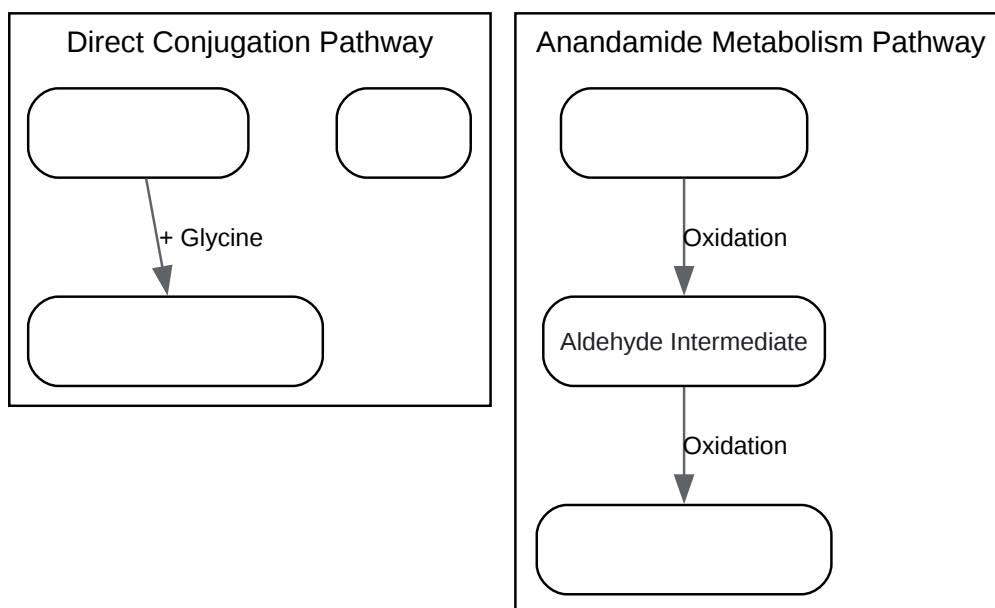 Direct Conjugation Pathway
+ Glycine
Anandamide Metabolism Pathway
Oxidation
Aldehyde Intermediate
Oxidation